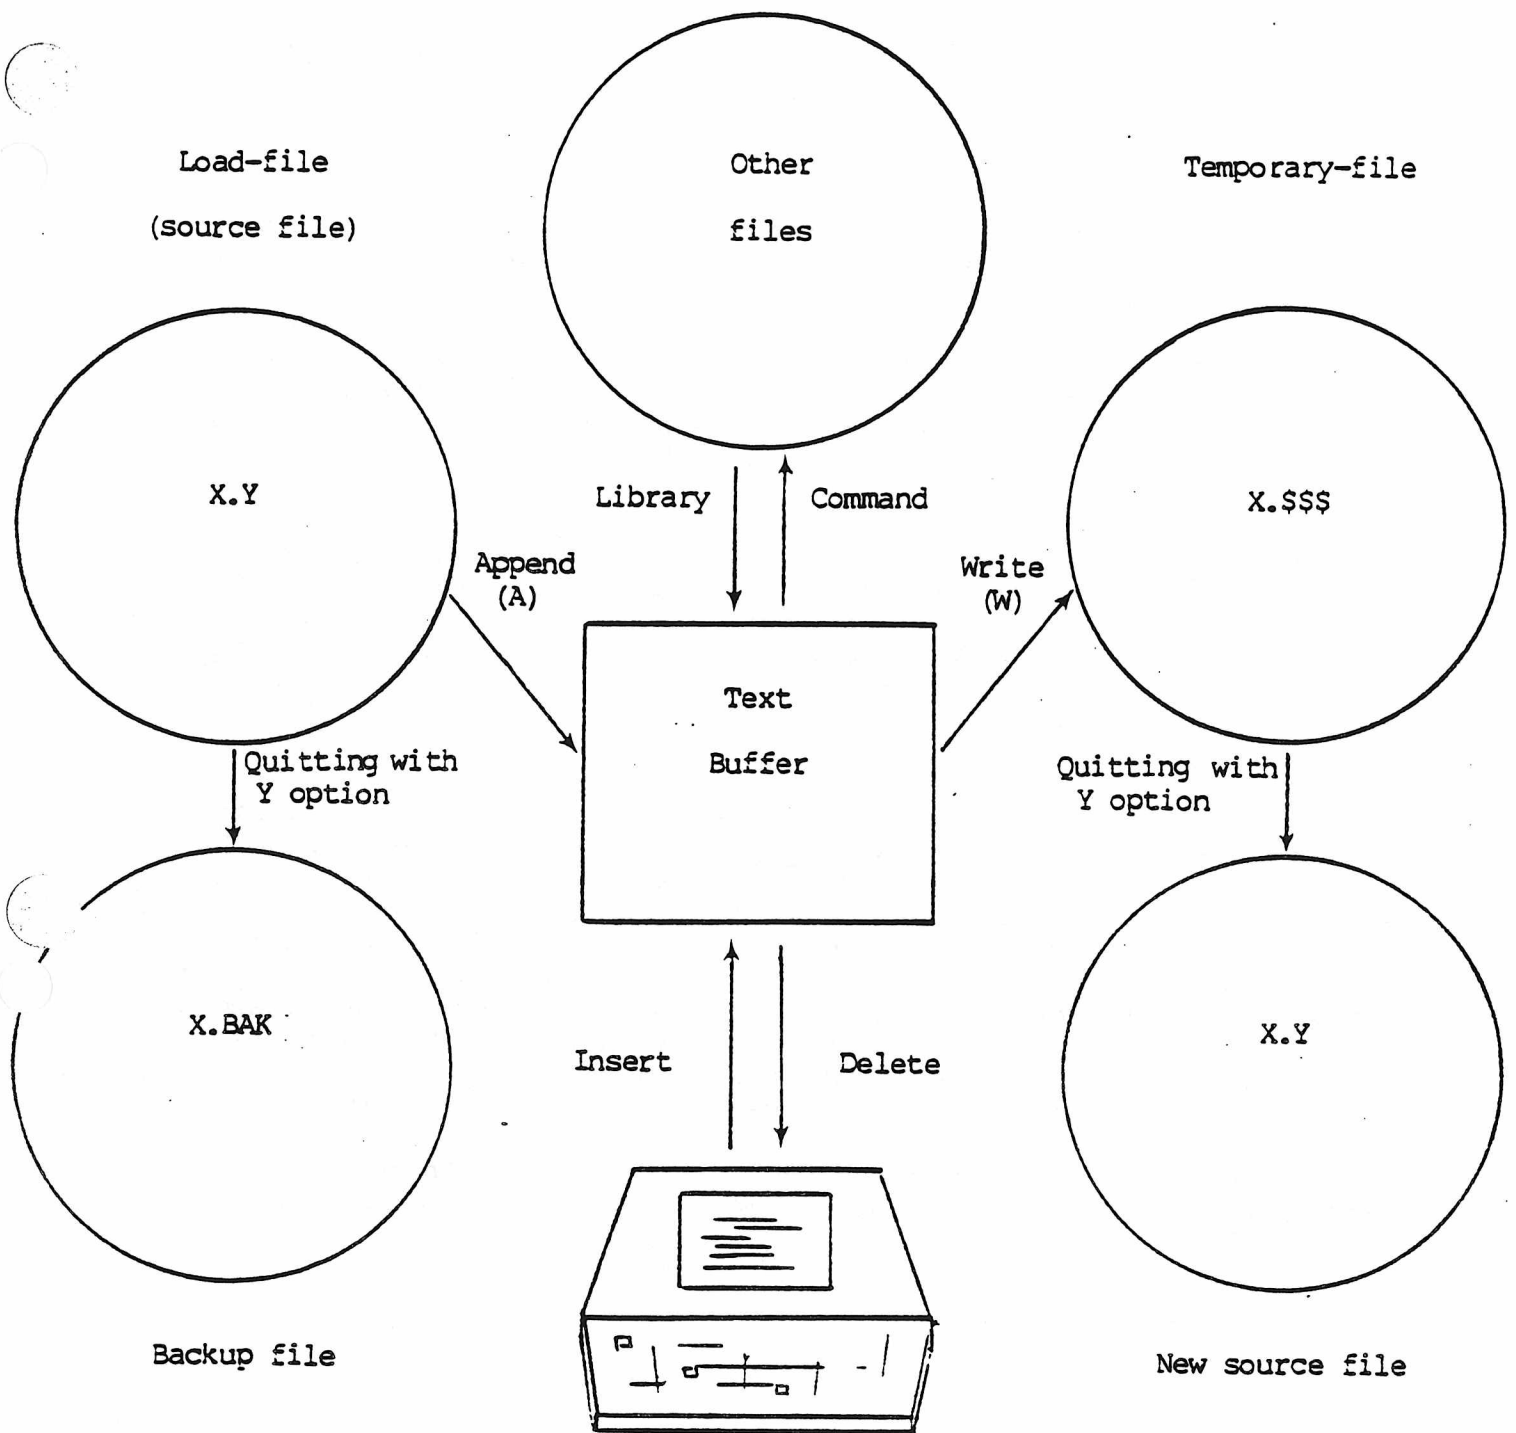 Load-file
(source file)
Other
files
Temporary-file
X.Y
Library
Command
X.$$$
Append
(A)
Write
(W)
Text
Buffer
Quitting with
Y option
Quitting with
Y option
X.BAK
X.Y
Insert
Delete
Backup file
New source file